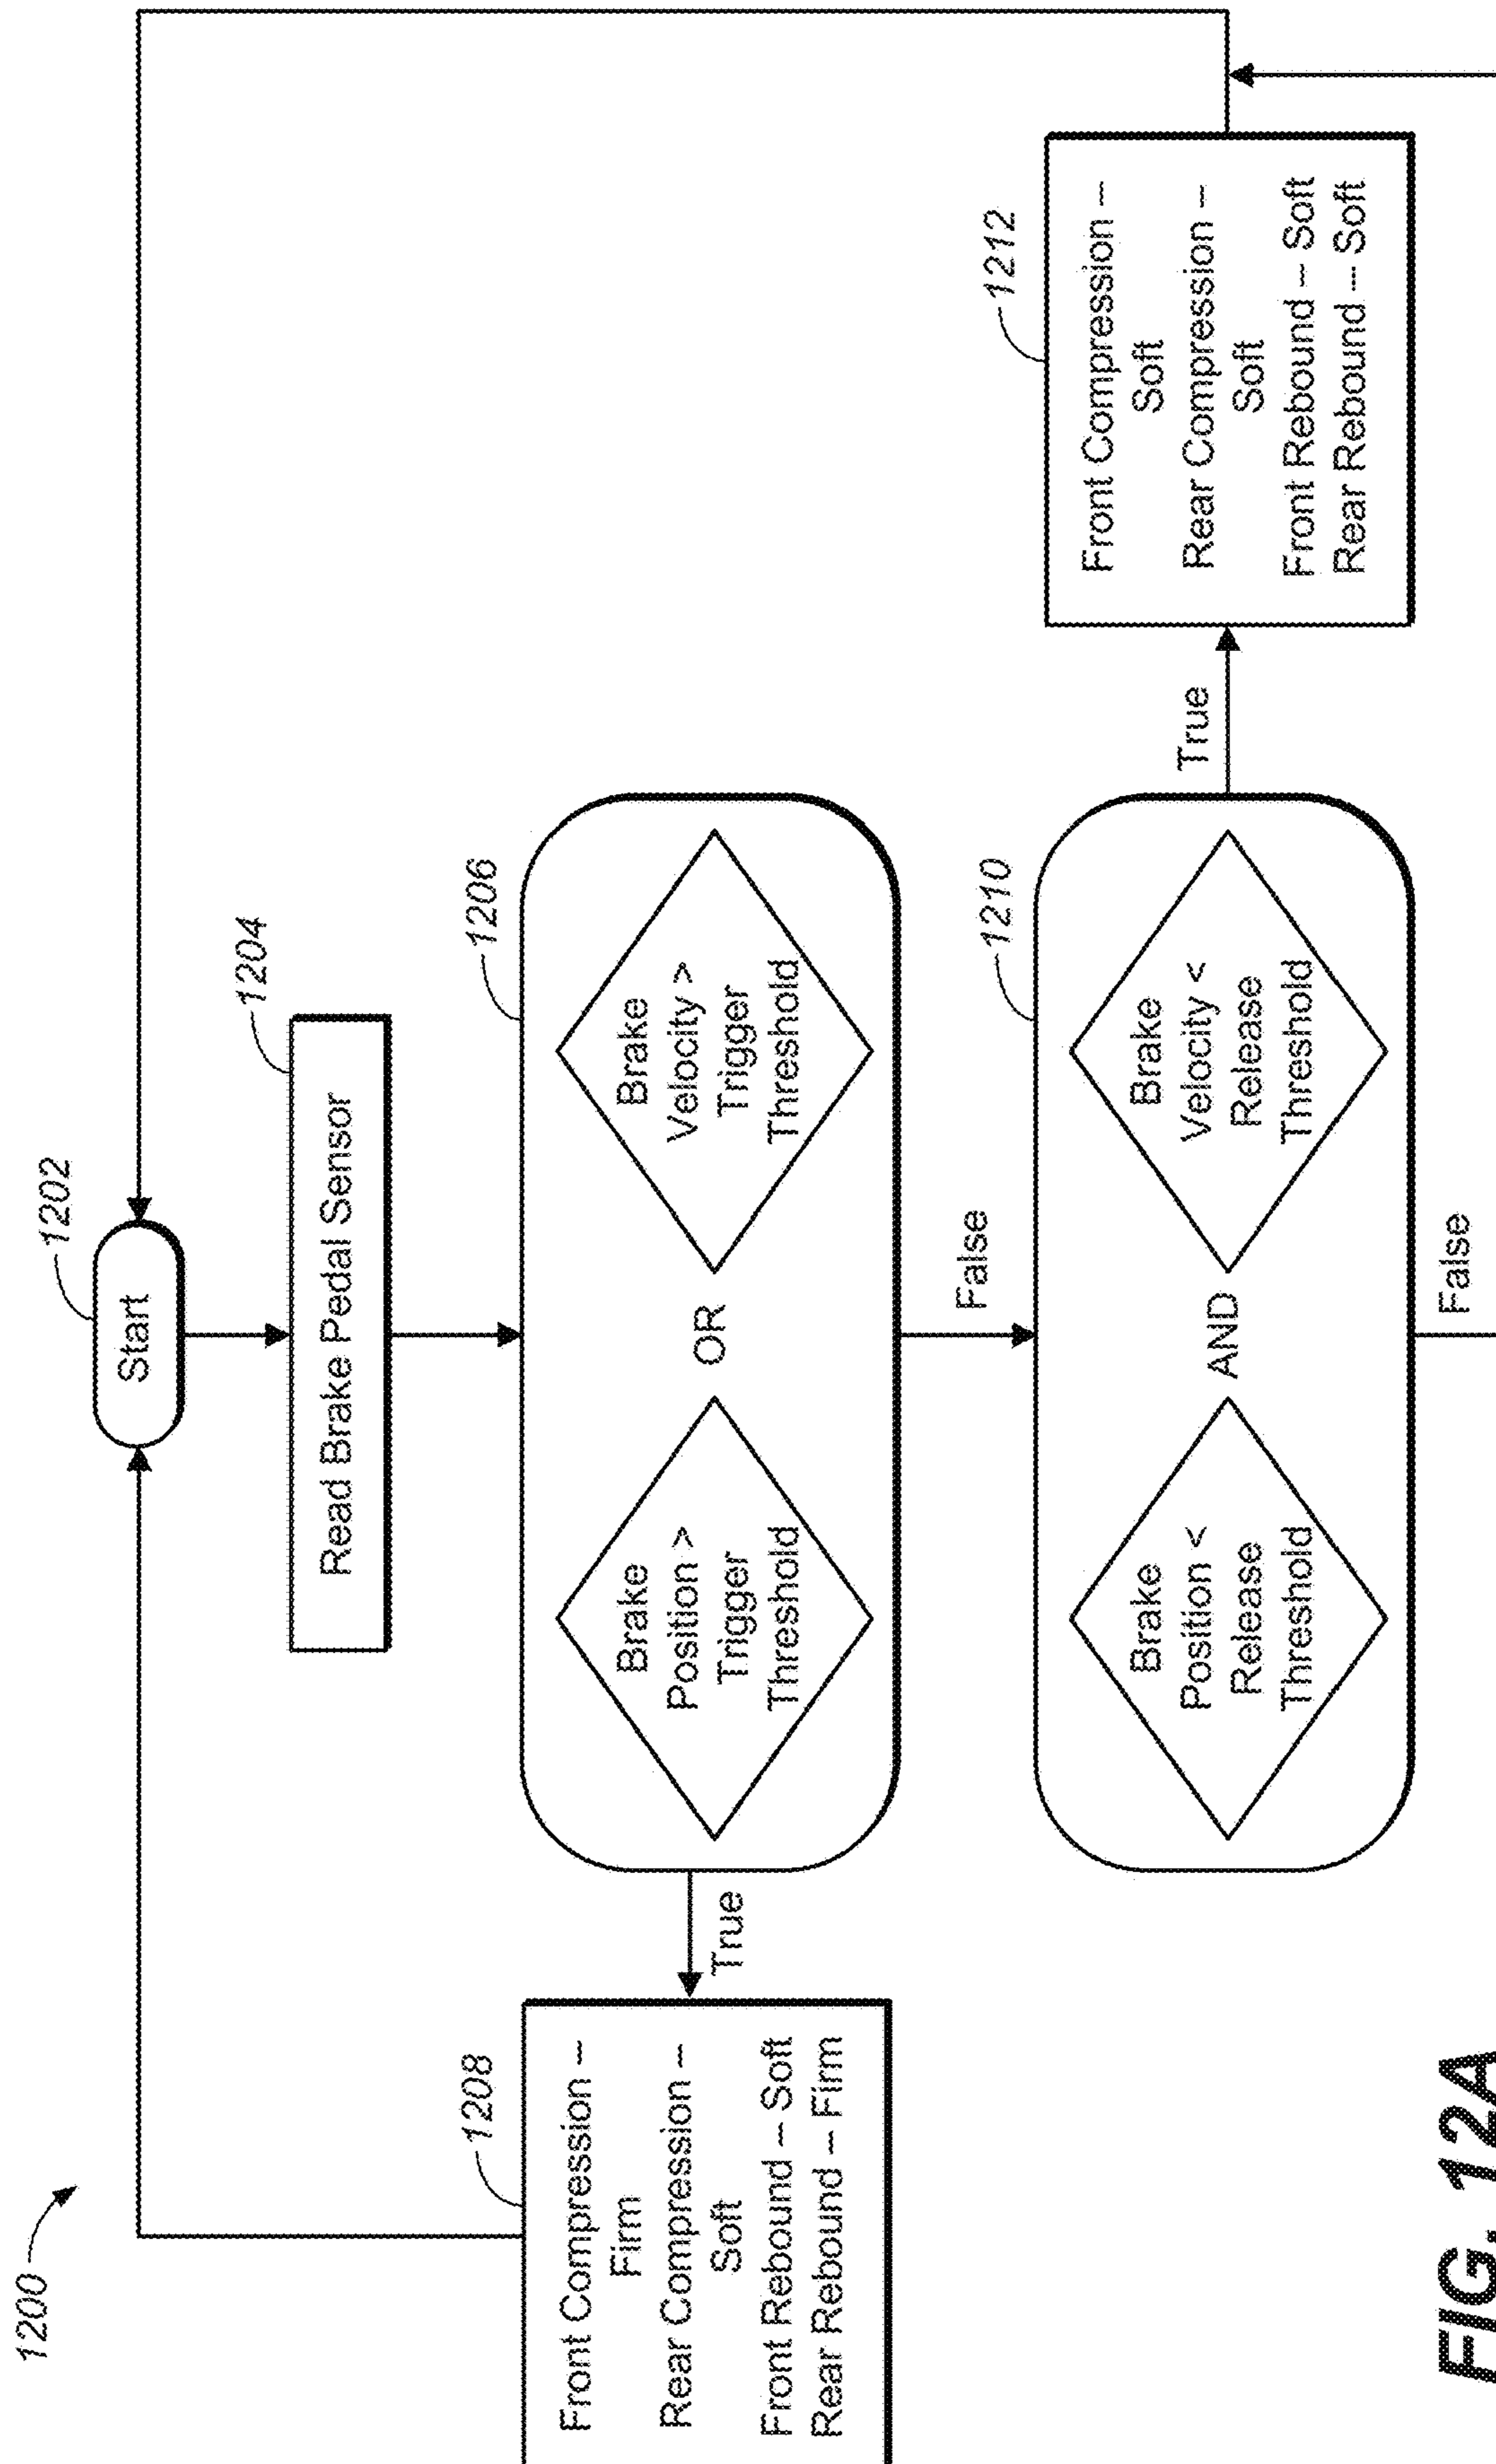 1200
1202
Start
1204
Read Brake Pedal Sensor
1206
Brake
Position >
Trigger
Threshold
OR
Brake
Velocity >
Trigger
Threshold
True
1208
Front Compression –
Firm
Rear Compression –
Soft
Front Rebound – Soft
Rear Rebound – Firm
False
1210
Brake
Position <
Release
Threshold
AND
Brake
Velocity <
Release
Threshold
True
1212
Front Compression –
Soft
Rear Compression –
Soft
Front Rebound – Soft
Rear Rebound – Soft
False
FIG. 12A